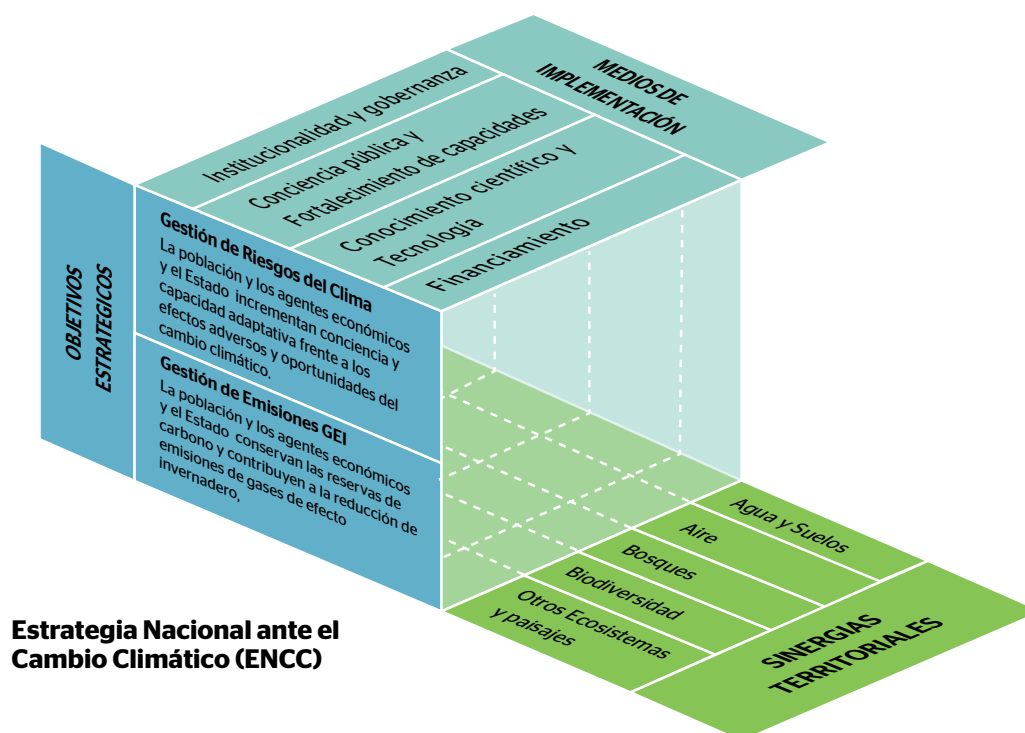 MEDIOS DE
IMPLEMENTACIÓN
Institucionalidad y gobernanza
Conciencia pública y
Fortalecimiento de capacidades
Conocimiento científico y
Tecnología
Financiamiento
OBJETIVOS
ESTRATEGICOS
Gestión de Riesgos del Clima
La población y los agentes económicos
y el Estado incrementan conciencia y
capacidad adaptativa frente a los
efectos adversos y oportunidades del
cambio climático.
Gestión de Emisiones GEI
La población y los agentes económicos
y el Estado conservan las reservas de
carbono y contribuyen a la reducción de
emisiones de gases de efecto
invernadero,
Agua y Suelos
Aire
Bosques
Biodiversidad
Otros Ecosistemas
y paisajes
SINERGIAS
TERRITORIALES
Estrategia Nacional ante el
Cambio Climático (ENCC)